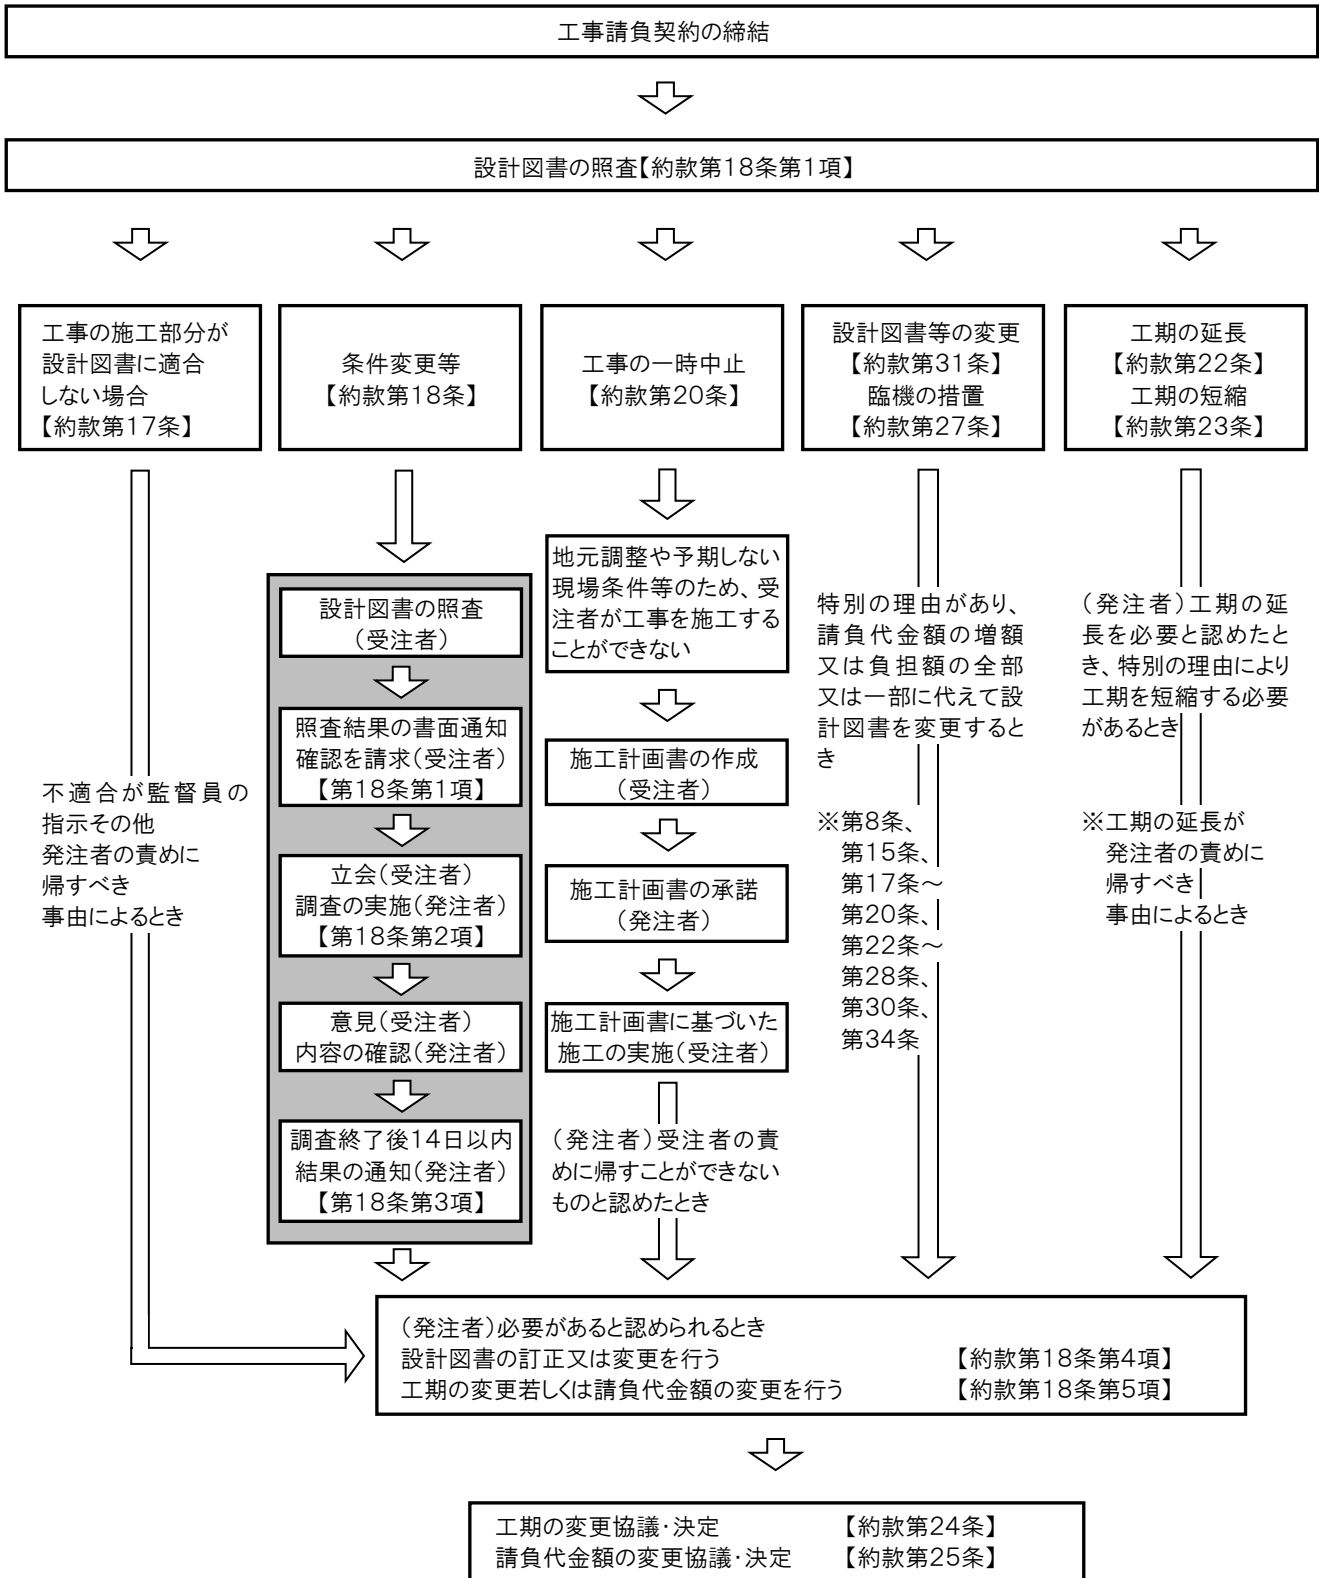 工事請負契約の締結
設計図書の照査【約款第18条第1項】
工事の施工部分が
設計図書に適合
しない場合
【約款第17条】
条件変更等
【約款第18条】
工事の一時中止
【約款第20条】
設計図書等の変更
【約款第31条】
臨機の措置
【約款第27条】
工期の延長
【約款第22条】
工期の短縮
【約款第23条】
不適合が監督員の
指示その他
発注者の責めに
帰すべき
事由によるとき
設計図書の照査
(受注者)
照査結果の書面通知
確認を請求(受注者)
【第18条第1項】
立会(受注者)
調査の実施(発注者)
【第18条第2項】
意見(受注者)
内容の確認(発注者)
調査終了後14日以内
結果の通知(発注者)
【第18条第3項】
地元調整や予期しない
現場条件等のため、受
注者が工事を施工する
ことができない
施工計画書の作成
(受注者)
施工計画書の承諾
(発注者)
施工計画書に基づいた
施工の実施(受注者)
(発注者)受注者の責
めに帰すことができない
ものと認めたとき
特別の理由があり、
請負代金額の増額
又は負担額の全部
又は一部に代えて設
計図書を変更すると
き
※第8条、
第15条、
第17条～
第20条、
第22条～
第28条、
第30条、
第34条
(発注者)工期の延
長を必要と認めたと
き、特別の理由により
工期を短縮する必要
があるとき
※工期の延長が
発注者の責めに
帰すべき
事由によるとき
(発注者)必要があると認められるとき
設計図書の訂正又は変更を行う 【約款第18条第4項】
工期の変更若しくは請負代金額の変更を行う 【約款第18条第5項】
工期の変更協議・決定 【約款第24条】
請負代金額の変更協議・決定 【約款第25条】